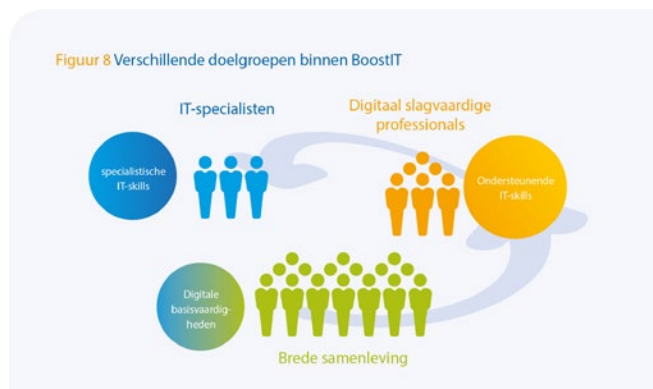 Figuur 8 Verschillende doelgroepen binnen BoostIT
IT-specialisten
Digitaal slagvaardige
professionals
specialistische
IT-skills
Ondersteunende
IT-skills
Digitale
basisvaardig-
heden
Brede samenleving